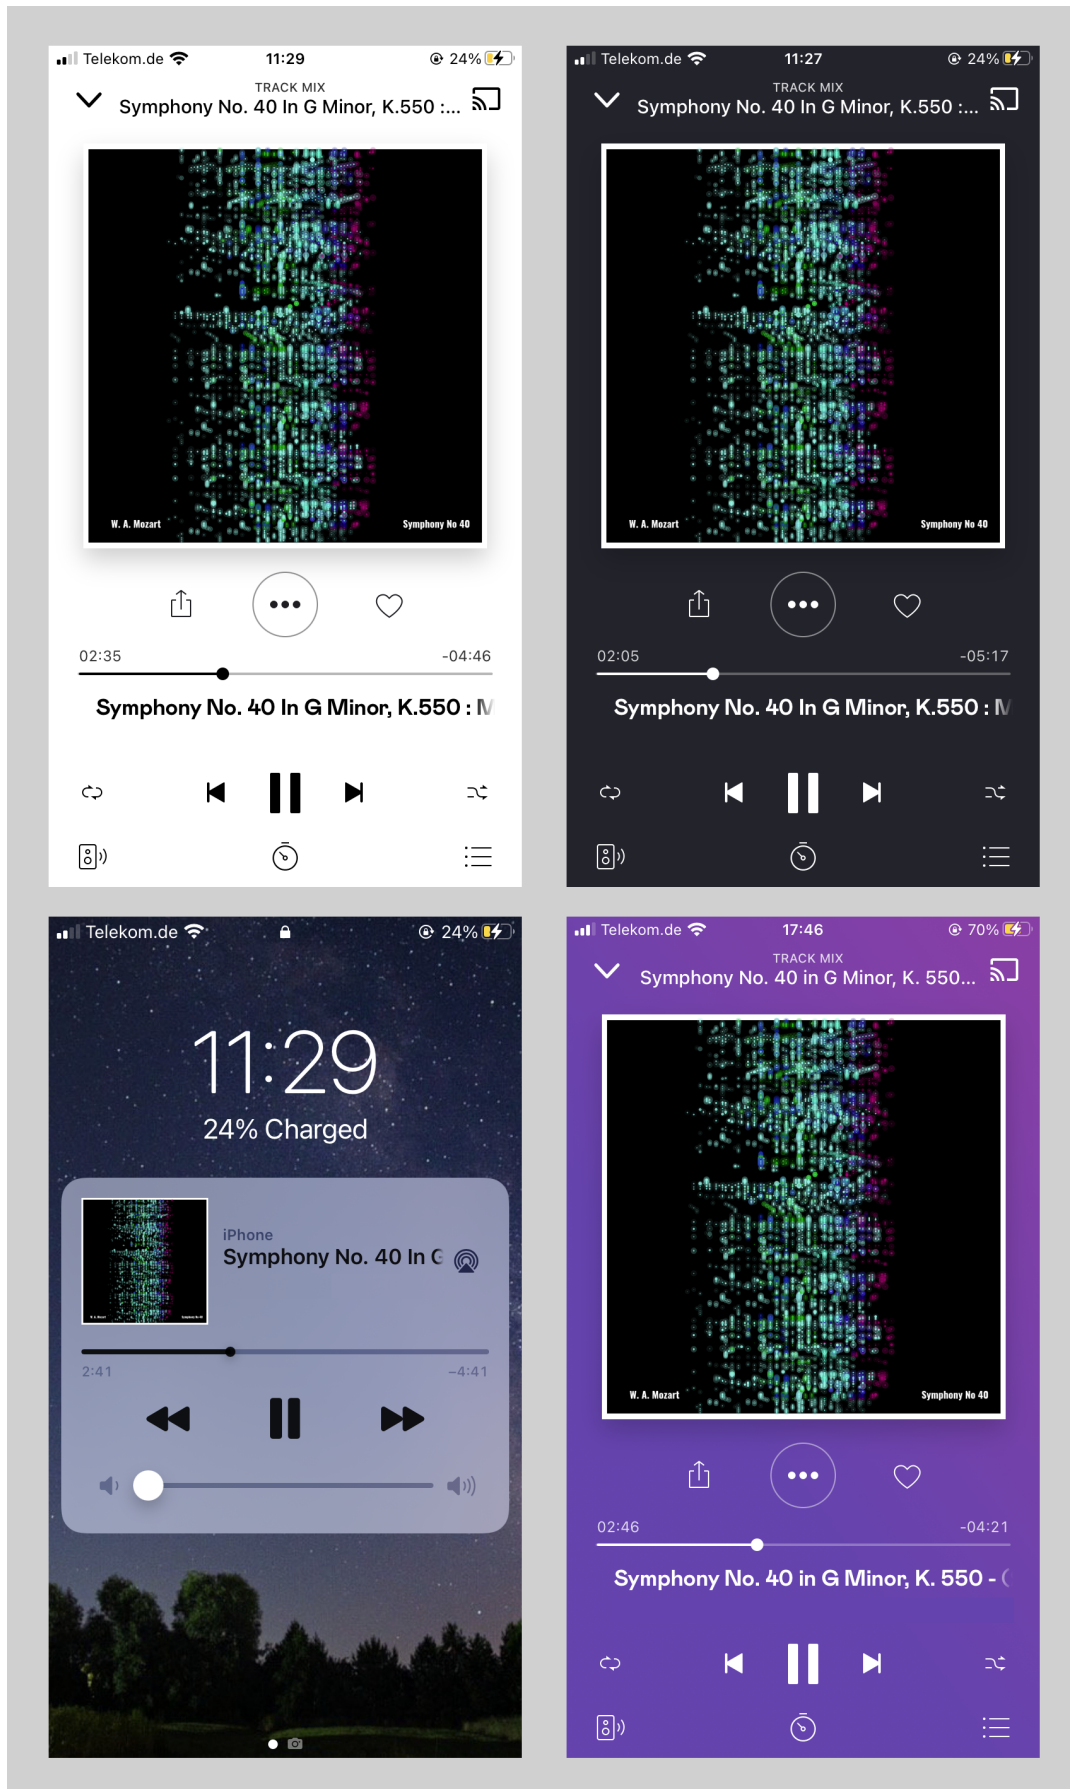 Telekom.de 11:29 24%
TRACK MIX
Symphony No. 40 In G Minor, K.550 :...
W. A. Mozart Symphony No 40
02:35 -04:46
Symphony No. 40 In G Minor, K.550 : M
Telekom.de 11:27 24%
TRACK MIX
Symphony No. 40 In G Minor, K.550 :...
W. A. Mozart Symphony No 40
02:05 -05:17
Symphony No. 40 In G Minor, K.550 : M
Telekom.de 24%
11:29
24% Charged
iPhone
Symphony No. 40 In G
W. A. Mozart Symphony No 40
2:41 –4:41
Telekom.de 17:46 70%
TRACK MIX
Symphony No. 40 in G Minor, K. 550...
W. A. Mozart Symphony No 40
02:46 -04:21
Symphony No. 40 in G Minor, K. 550 -